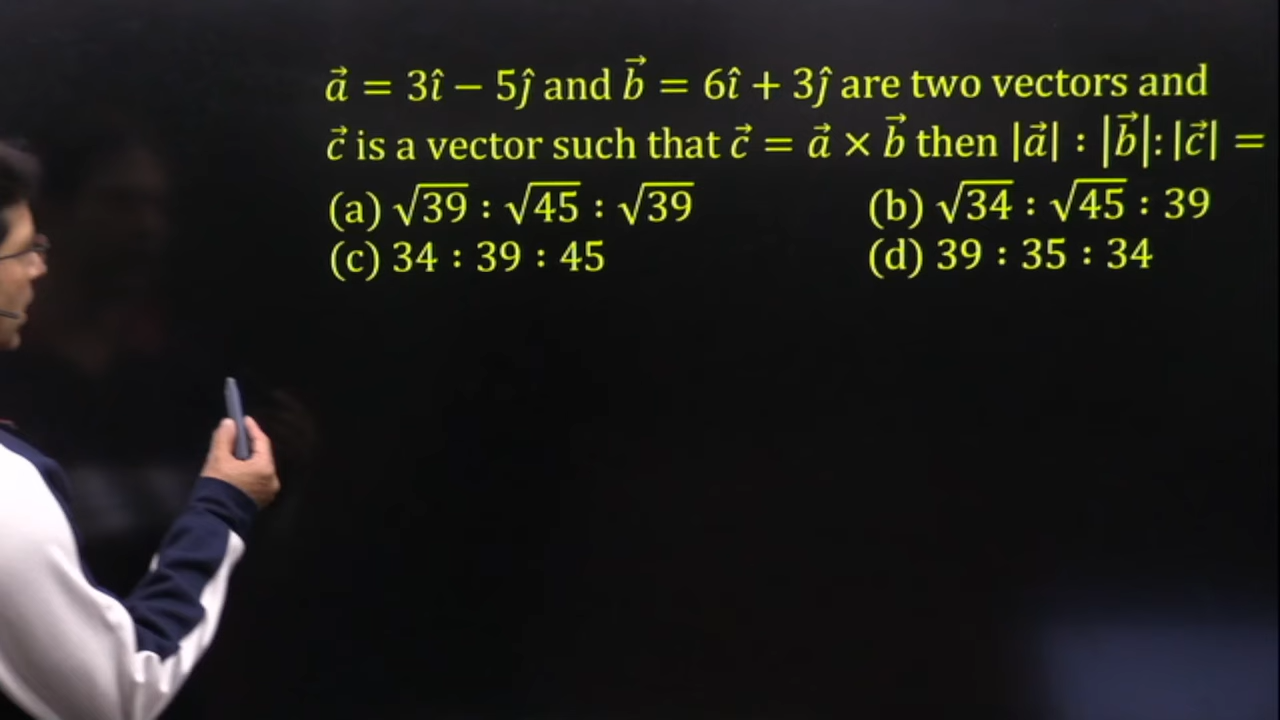 a⃗ = 3î − 5ĵ and b⃗ = 6î + 3ĵ are two vectors and
c⃗ is a vector such that c⃗ = a⃗ × b⃗ then |a⃗| : |b⃗|: |c⃗| =
(a) √39 : √45 : √39 (b) √34 : √45 : 39
(c) 34 : 39 : 45 (d) 39 : 35 : 34